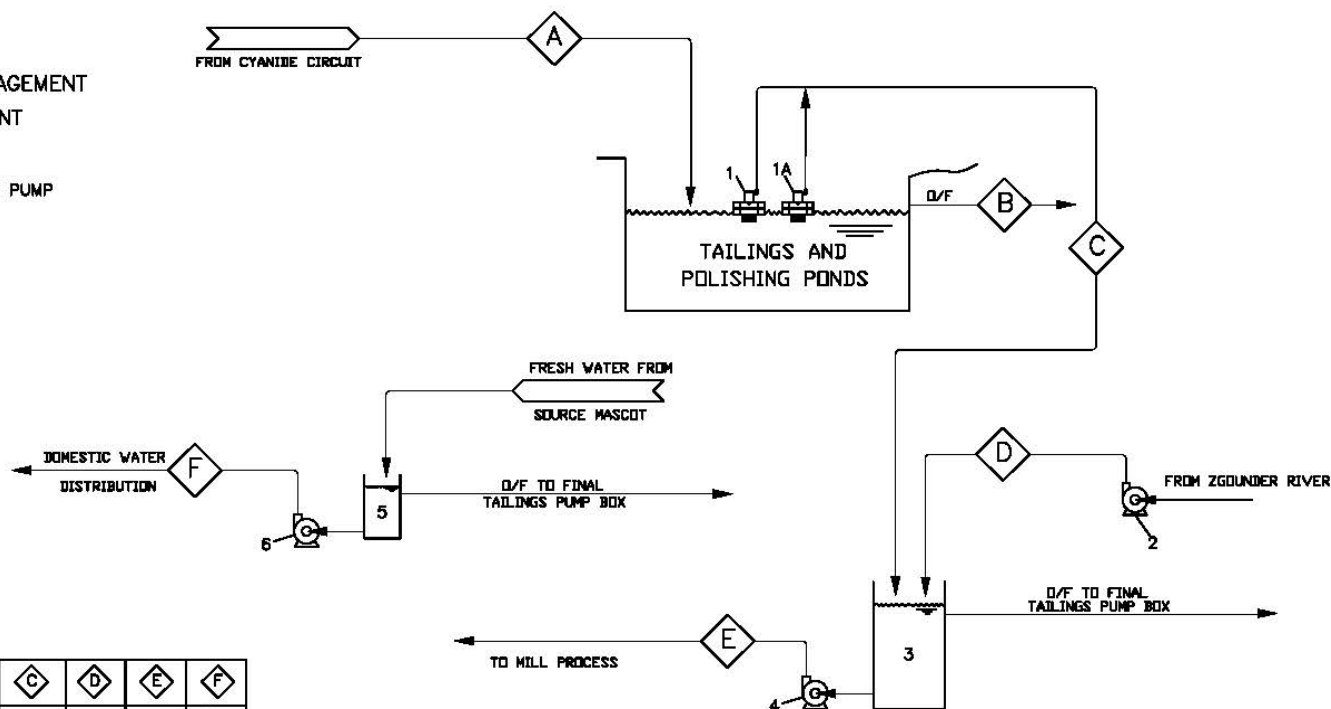 FROM CYANIDE CIRCUIT
A
AGEMENT
NT
PUMP
1
1A
O/F
B
C
TAILINGS AND
POLISHING PONDS
FRESH WATER FROM
SOURCE MASCOT
DOMESTIC WATER
DISTRIBUTION
F
O/F TO FINAL
TAILINGS PUMP BOX
5
6
D
FROM ZGOUNDER RIVER
2
O/F TO FINAL
TAILINGS PUMP BOX
3
E
TO MILL PROCESS
4
C D E F